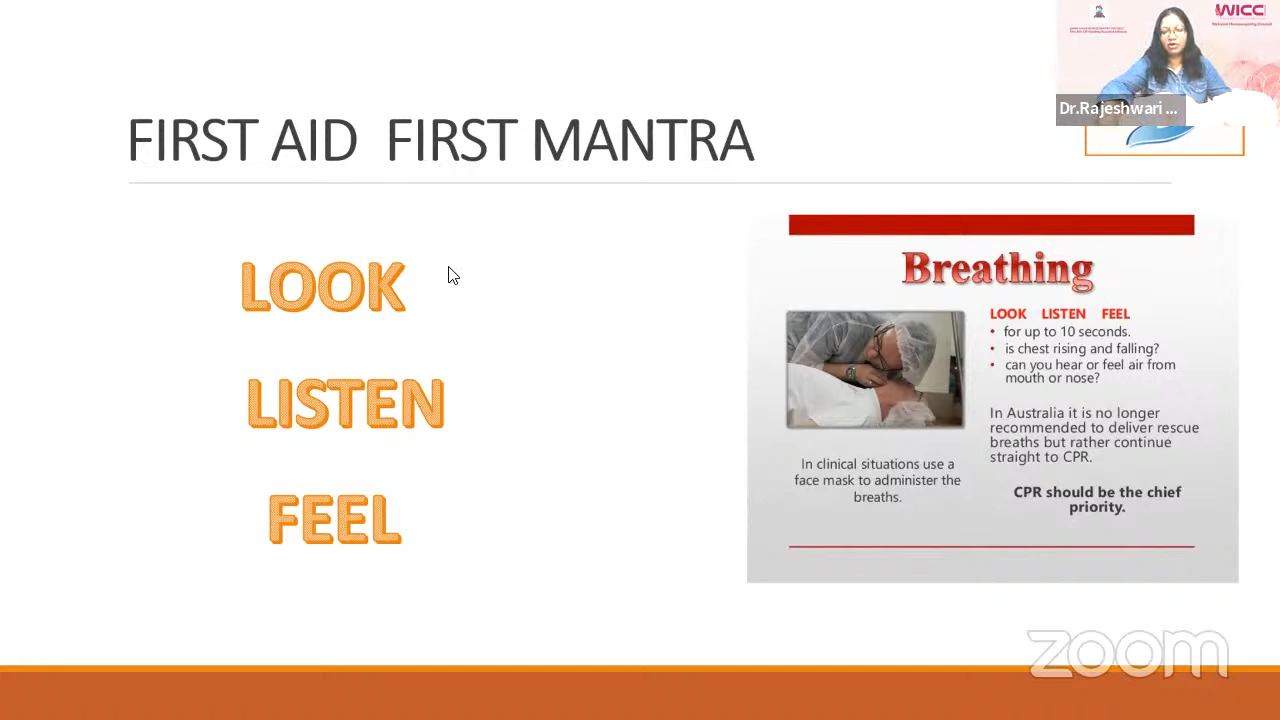 WICC
Dr.Rajeshwari ...
FIRST AID FIRST MANTRA
LOOK
LISTEN
FEEL
Breathing
LOOK LISTEN FEEL
• for up to 10 seconds.
• is chest rising and falling?
• can you hear or feel air from
mouth or nose?
In Australia it is no longer
recommended to deliver rescue
breaths but rather continue
straight to CPR.
CPR should be the chief
priority.
In clinical situations use a
face mask to administer the
breaths.
zoom